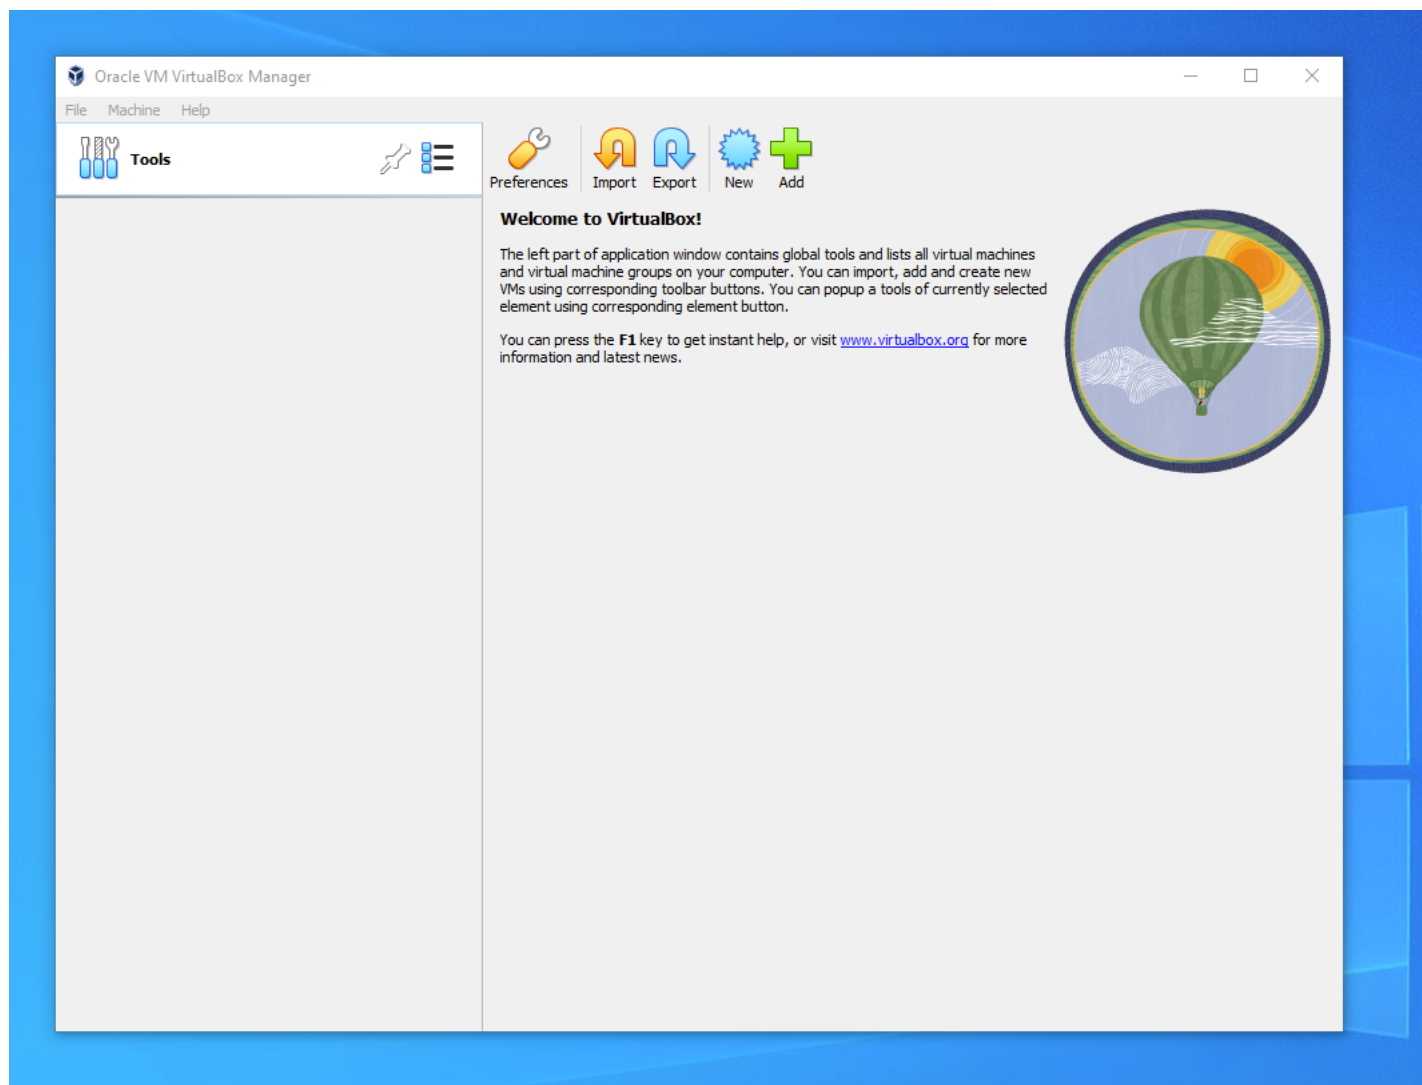 Oracle VM VirtualBox Manager
File Machine Help
Tools
Preferences Import Export New Add
Welcome to VirtualBox!
The left part of application window contains global tools and lists all virtual machines
and virtual machine groups on your computer. You can import, add and create new
VMs using corresponding toolbar buttons. You can popup a tools of currently selected
element using corresponding element button.
You can press the F1 key to get instant help, or visit www.virtualbox.org for more
information and latest news.